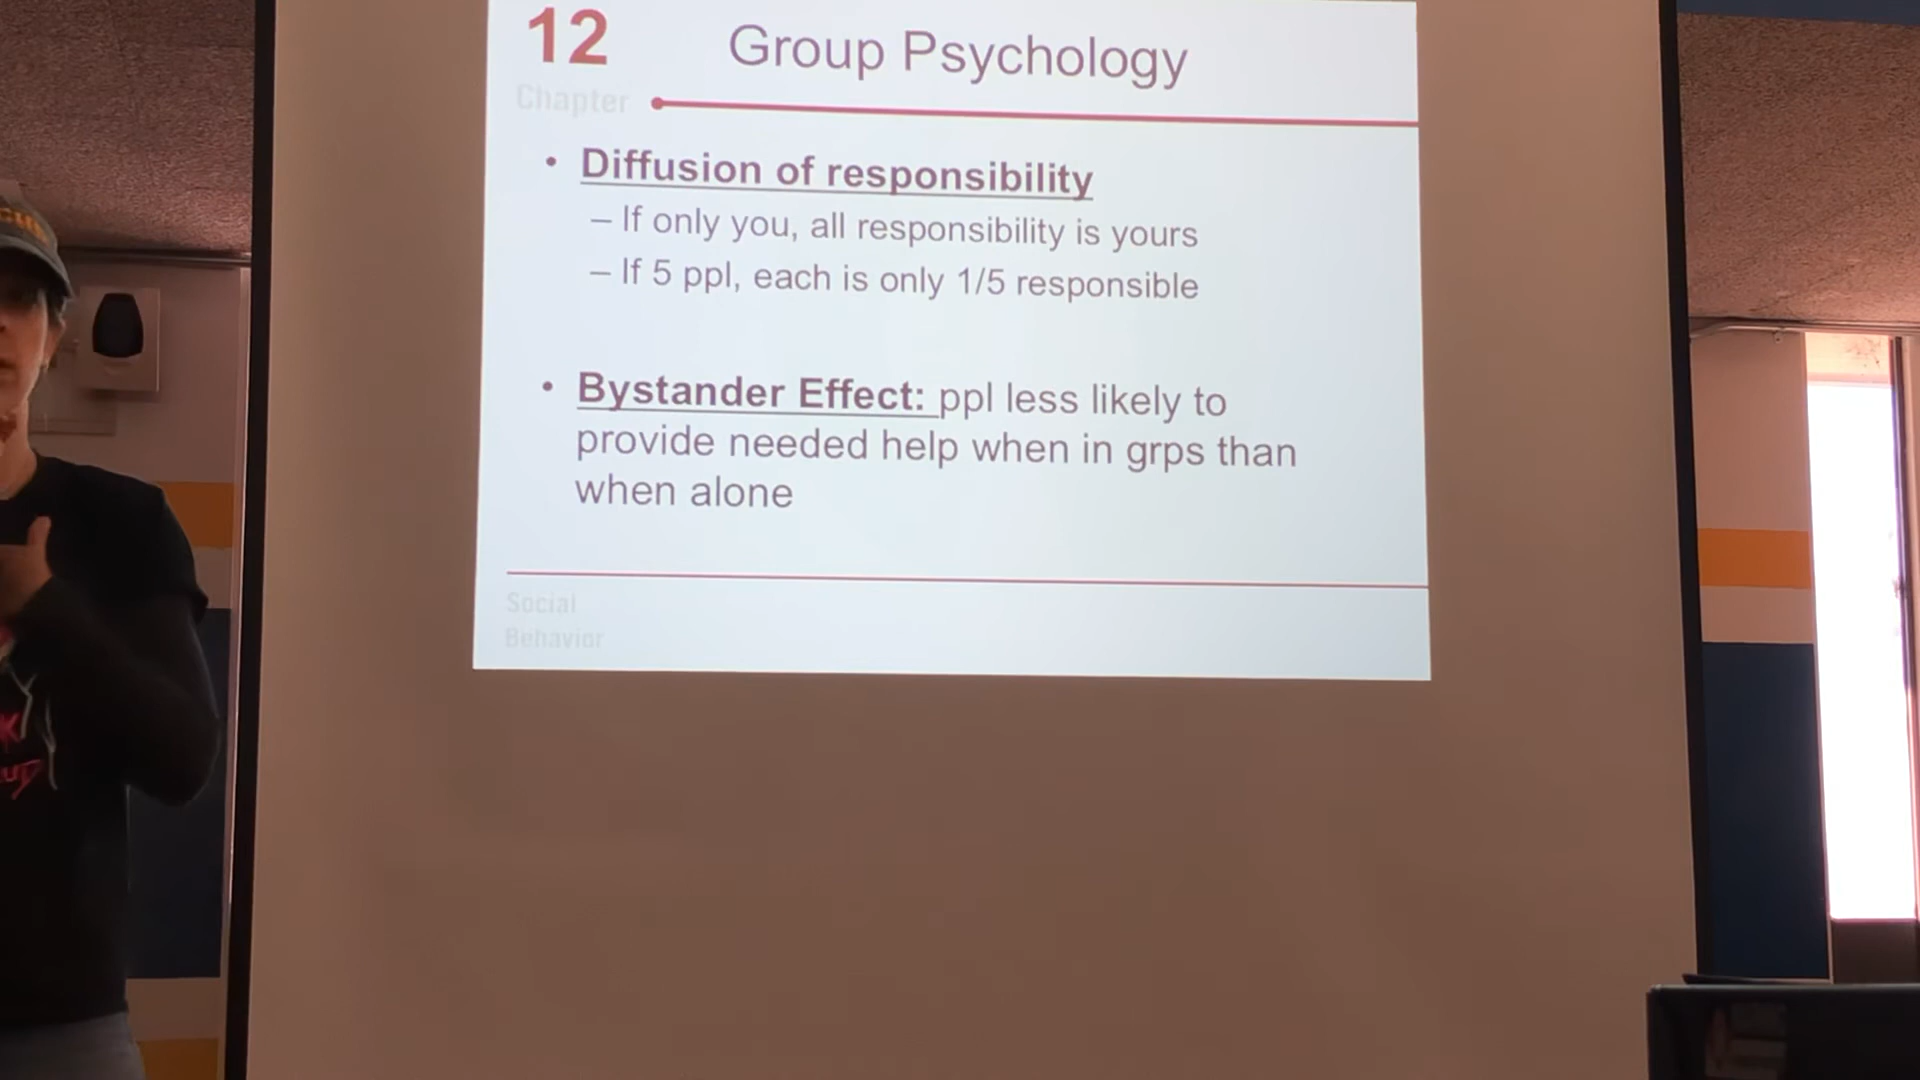 12
Group Psychology
Chapter
• Diffusion of responsibility
– If only you, all responsibility is yours
– If 5 ppl, each is only 1/5 responsible
• Bystander Effect: ppl less likely to
provide needed help when in grps than
when alone
Social
Behavior